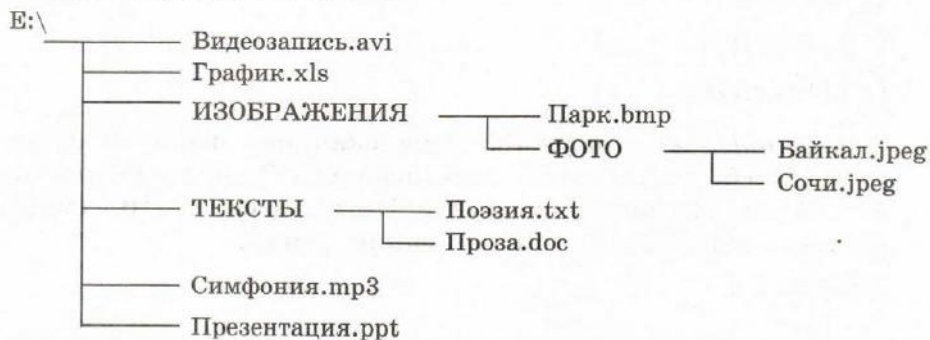 E:\
Видеозапись.avi
График.xls
ИЗОБРАЖЕНИЯ Парк.bmp
ФОТО Байкал.jpeg
Сочи.jpeg
ТЕКСТЫ Поэзия.txt
Проза.doc
Симфония.mp3
Презентация.ppt